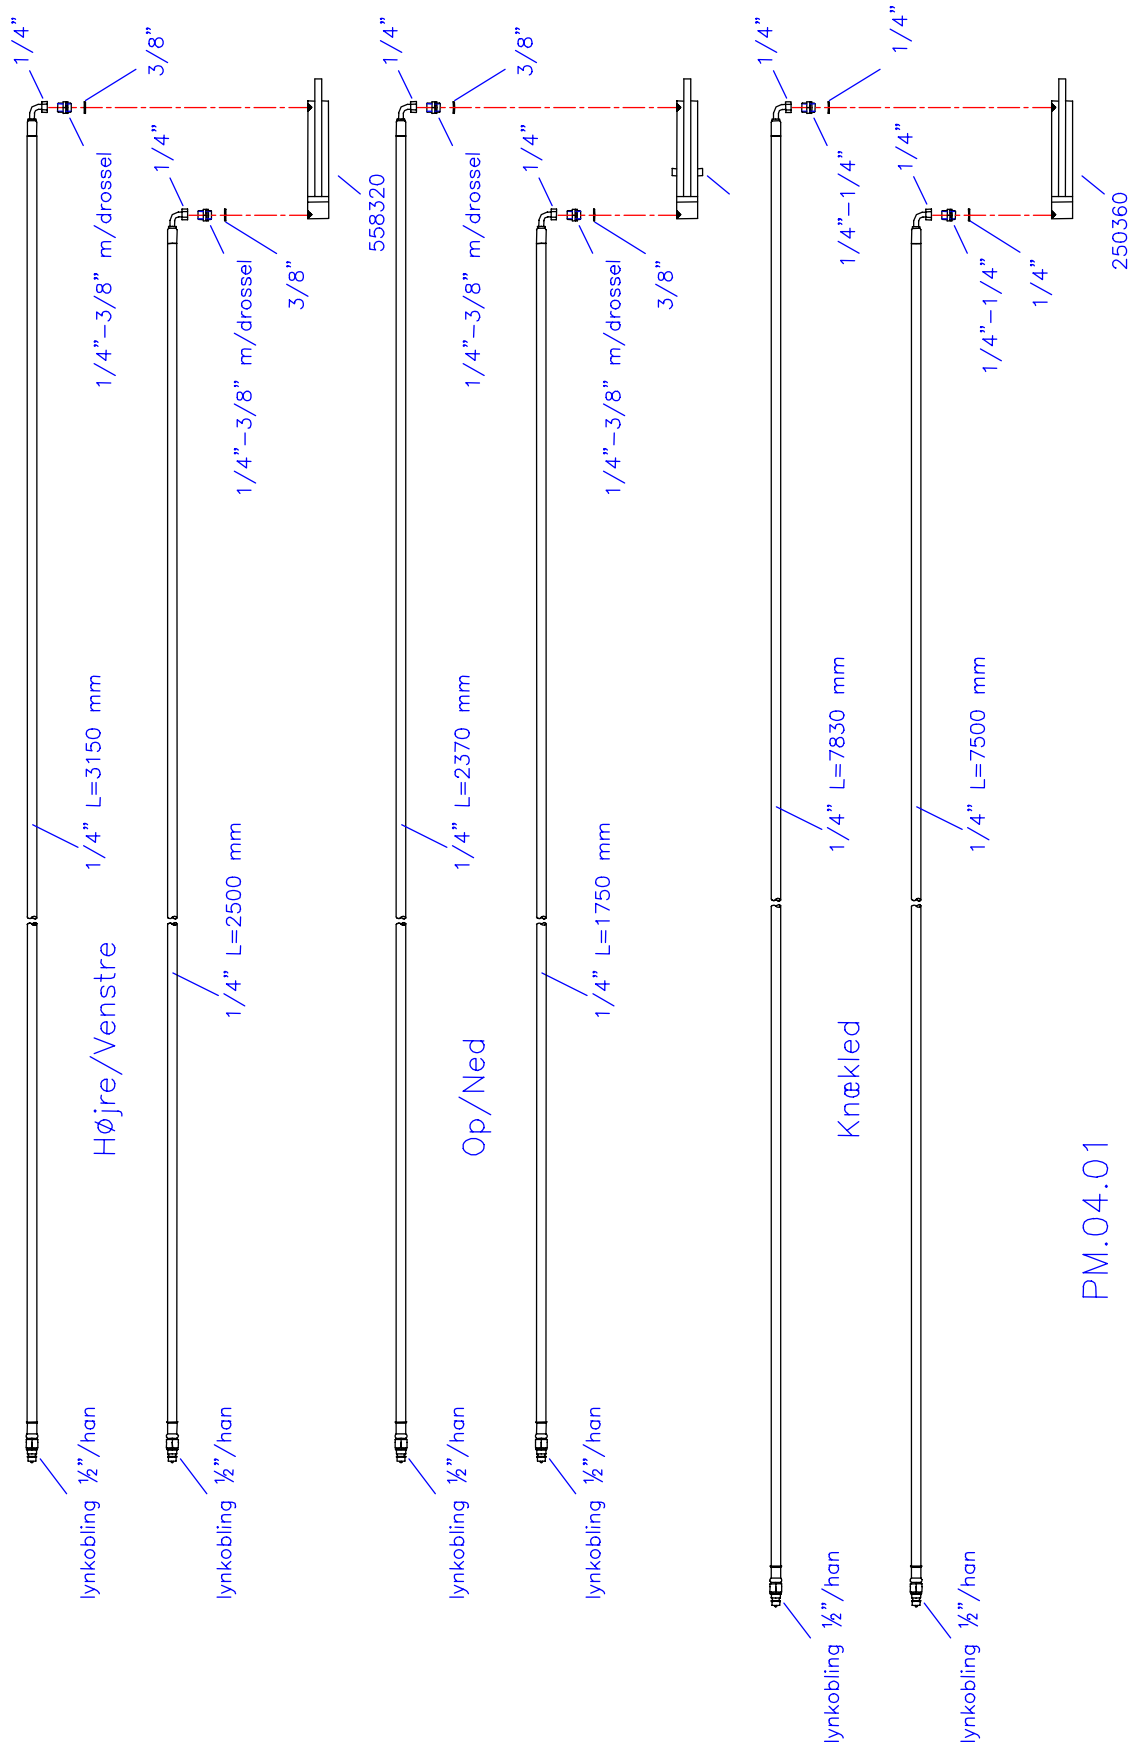 1/4"
3/8"
1/4"-3/8" m/drossel
1/4" L=3150 mm
Højre/Venstre
lynkobling ½"/han
1/4"
3/8"
1/4"-3/8" m/drossel
1/4" L=2500 mm
lynkobling ½"/han
558320
1/4"
3/8"
1/4"-3/8" m/drossel
1/4" L=2370 mm
Op/Ned
lynkobling ½"/han
1/4"
3/8"
1/4"-3/8" m/drossel
1/4" L=1750 mm
lynkobling ½"/han
1/4"
1/4"
1/4"-1/4"
1/4" L=7830 mm
Knækled
lynkobling ½"/han
1/4"
1/4"
1/4"-1/4"
1/4" L=7500 mm
lynkobling ½"/han
250360
PM.04.01